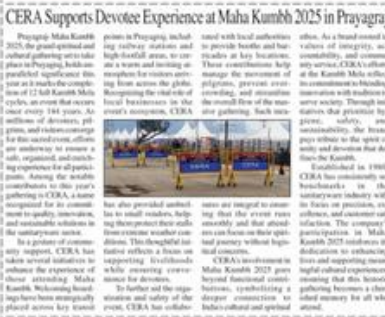 CERA Supports Devotee Experience at Maha Kumbh 2025 in Prayagraj
Prayagraj Maha Kumbh
2025, the grand spiritual and
cultural gathering set to take
place in Prayagraj, holds un-
paralleled significance this
year as it marks the comple-
tion of 12 full Kumbh Mela
cycles, an event that occurs
once every 144 years. As
millions of devotees, pil-
grims, and visitors converge
for this sacred event, efforts
are underway to ensure a
safe, organized, and enrich-
ing experience for all partici-
pants. Among the notable
contributors to this year's
gathering is CERA, a name
recognized for its commit-
ment to quality, innovation,
and sustainable solutions in
the sanitaryware sector.
In a gesture of commu-
nity support, CERA has
taken several initiatives to
enhance the experience of
those attending Maha
Kumbh. Welcoming board-
ings have been strategically
placed across key transit
points in Prayagraj, includ-
ing railway stations and
high-footfall areas, to cre-
ate a warm and inviting at-
mosphere for visitors arriv-
ing from across the globe.
Recognizing the vital role of
local businesses in the
event's ecosystem, CERA
has also provided umbrel-
las to small vendors, help-
ing them protect their stalls
from extreme weather con-
ditions. This thoughtful ini-
tiative reflects a focus on
supporting livelihoods
while ensuring conve-
nience for devotees.
To further aid the orga-
nization and safety of the
event, CERA has collabo-
rated with local authorities
to provide booths and bar-
ricades at key locations.
These contributions help
manage the movement of
pilgrims, prevent over-
crowding, and streamline
the overall flow of the mas-
sive gathering. Such mea-
sures are integral to ensur-
ing that the event runs
smoothly and that attend-
ees can focus on their spiri-
tual journey without logis-
tical concerns.
CERA's involvement in
Maha Kumbh 2025 goes
beyond functional contri-
butions, symbolizing a
deeper connection to
India's cultural and spiritual
ethos. As a brand rooted in
values of integrity,
community, and
service, CERA's effort
at the Kumbh Mela reflects
its commitment to blending
innovation with tradition to
serve society. Through in-
itiatives that prioritize hy-
giene, safety, and
sustainability, the brand
pays tribute to the spirit of
unity and devotion that de-
fines the Kumbh.
Established in 1980,
CERA has consistently set
benchmarks in the
sanitaryware industry with
its focus on precision, ex-
cellence, and customer sat-
isfaction. The company's
participation in Maha
Kumbh 2025 reinforces its
dedication to enhancing
lives and supporting mean-
ingful cultural experiences,
ensuring that this historic
gathering becomes a cher-
ished memory for all who
attend.